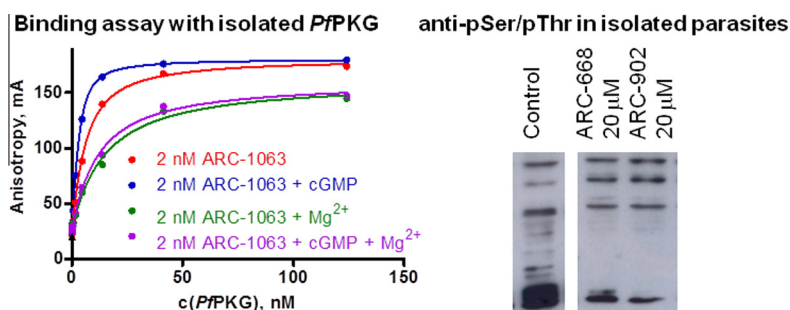 Binding assay with isolated PfPKG
anti-pSer/pThr in isolated parasites
Anisotropy, mA
150
100
50
0
0
50
100
150
c(PfPKG), nM
2 nM ARC-1063
2 nM ARC-1063 + cGMP
2 nM ARC-1063 + Mg2+
2 nM ARC-1063 + cGMP + Mg2+
Control
ARC-668
20 µM
ARC-902
20 µM